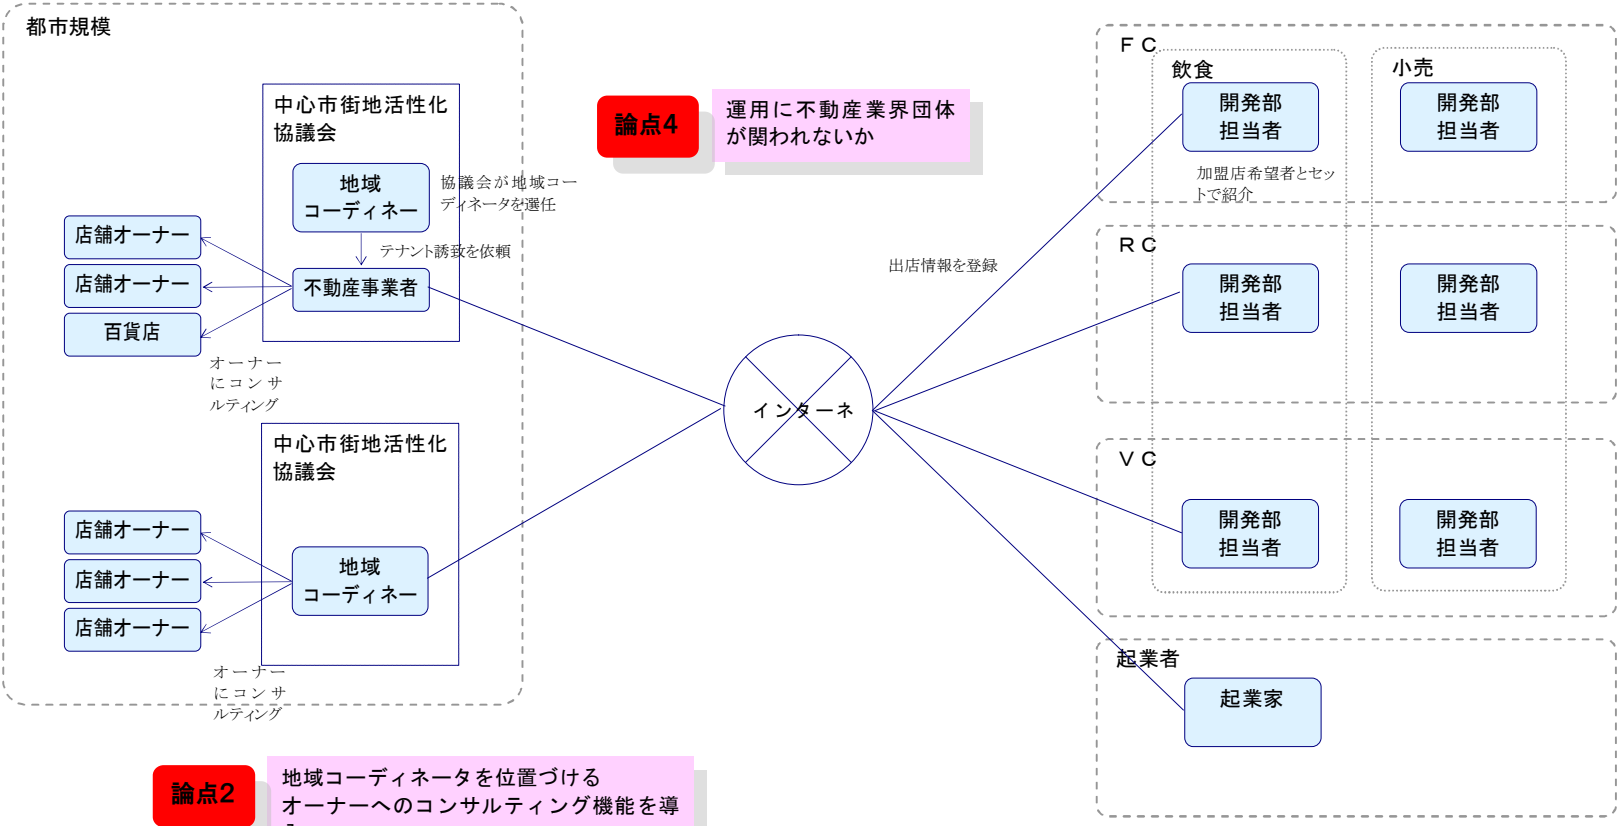 都市規模
中心市街地活性化
協議会
地域
コーディネー
協議会が地域コー
ディネータを選任
テナント誘致を依頼
不動産事業者
店舗オーナー
店舗オーナー
百貨店
オーナー
にコンサ
ルティング
中心市街地活性化
協議会
地域
コーディネー
店舗オーナー
店舗オーナー
店舗オーナー
オーナー
にコンサ
ルティング
論点4
運用に不動産業界団体
が関われないか
インターネ
出店情報を登録
ＦＣ
飲食
小売
開発部
担当者
開発部
担当者
加盟店希望者とセッ
トで紹介
ＲＣ
開発部
担当者
開発部
担当者
ＶＣ
開発部
担当者
開発部
担当者
起業者
起業家
論点2
地域コーディネータを位置づける
オーナーへのコンサルティング機能を導